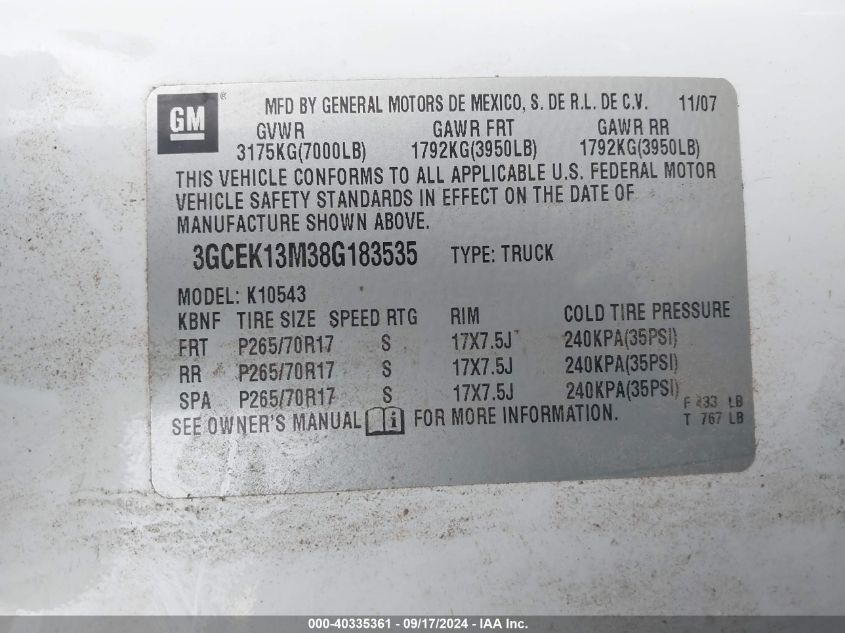 GM ® MFD BY GENERAL MOTORS DE MEXICO, S. DE R.L. DE C.V. 11/07
GVWR GAWR FRT GAWR RR
3175KG(7000LB) 1792KG(3950LB) 1792KG(3950LB)
THIS VEHICLE CONFORMS TO ALL APPLICABLE U.S. FEDERAL MOTOR
VEHICLE SAFETY STANDARDS IN EFFECT ON THE DATE OF
MANUFACTURE SHOWN ABOVE.
3GCEK13M38G183535 TYPE: TRUCK
MODEL: K10543
KBNF TIRE SIZE SPEED RTG RIM COLD TIRE PRESSURE
FRT P265/70R17 S 17X7.5J 240KPA(35PSI)
RR P265/70R17 S 17X7.5J 240KPA(35PSI)
SPA P265/70R17 S 17X7.5J 240KPA(35PSI)
F LB
SEE OWNER'S MANUAL i FOR MORE INFORMATION.
T 767 LB
000-40335361 - 09/17/2024 - IAA Inc.